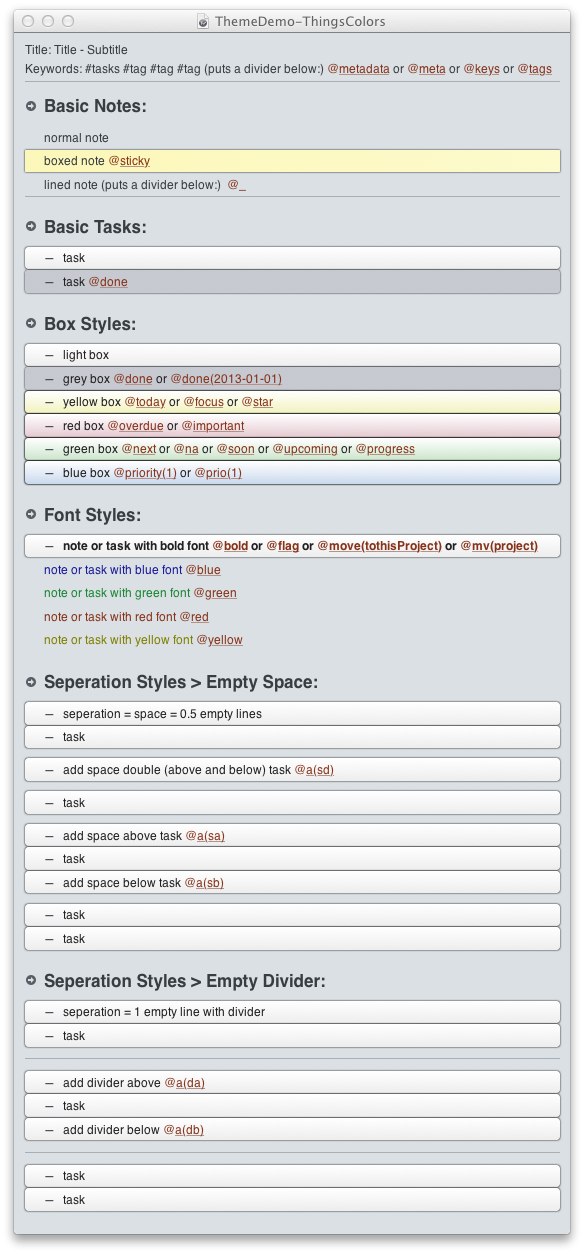 ThemeDemo-ThingsColors
Title: Title - Subtitle
Keywords: #tasks #tag #tag #tag (puts a divider below:) @metadata or @meta or @keys or @tags
Basic Notes:
normal note
boxed note @sticky
lined note (puts a divider below:) @_
Basic Tasks:
– task
– task @done
Box Styles:
– light box
– grey box @done or @done(2013-01-01)
– yellow box @today or @focus or @star
– red box @overdue or @important
– green box @next or @na or @soon or @upcoming or @progress
– blue box @priority(1) or @prio(1)
Font Styles:
– note or task with bold font @bold or @flag or @move(tothisProject) or @mv(project)
note or task with blue font @blue
note or task with green font @green
note or task with red font @red
note or task with yellow font @yellow
Seperation Styles > Empty Space:
– seperation = space = 0.5 empty lines
– task
– add space double (above and below) task @a(sd)
– task
– add space above task @a(sa)
– task
– add space below task @a(sb)
– task
– task
Seperation Styles > Empty Divider:
– seperation = 1 empty line with divider
– task
– add divider above @a(da)
– task
– add divider below @a(db)
– task
– task